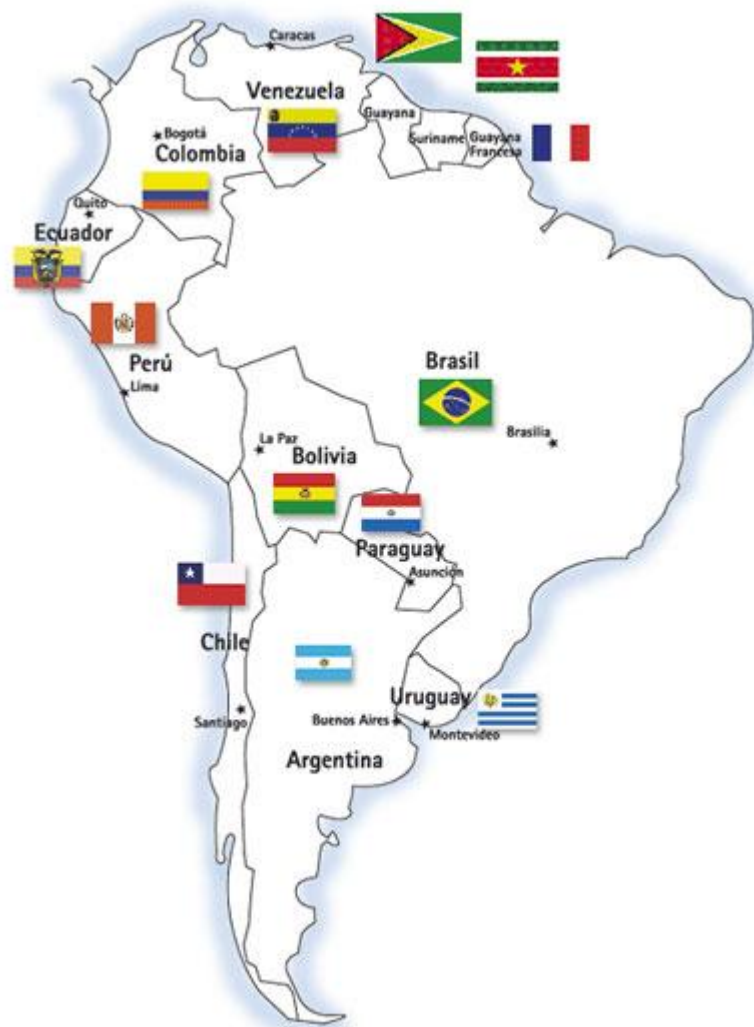 Caracas
Venezuela
Guayana
Suriname
Guayana
Francesa
Bogotá
Colombia
Quito
Ecuador
Perú
Lima
Brasil
Brasilia
La Paz
Bolivia
Paraguay
Asunción
Chile
Santiago
Uruguay
Buenos Aires
Montevideo
Argentina